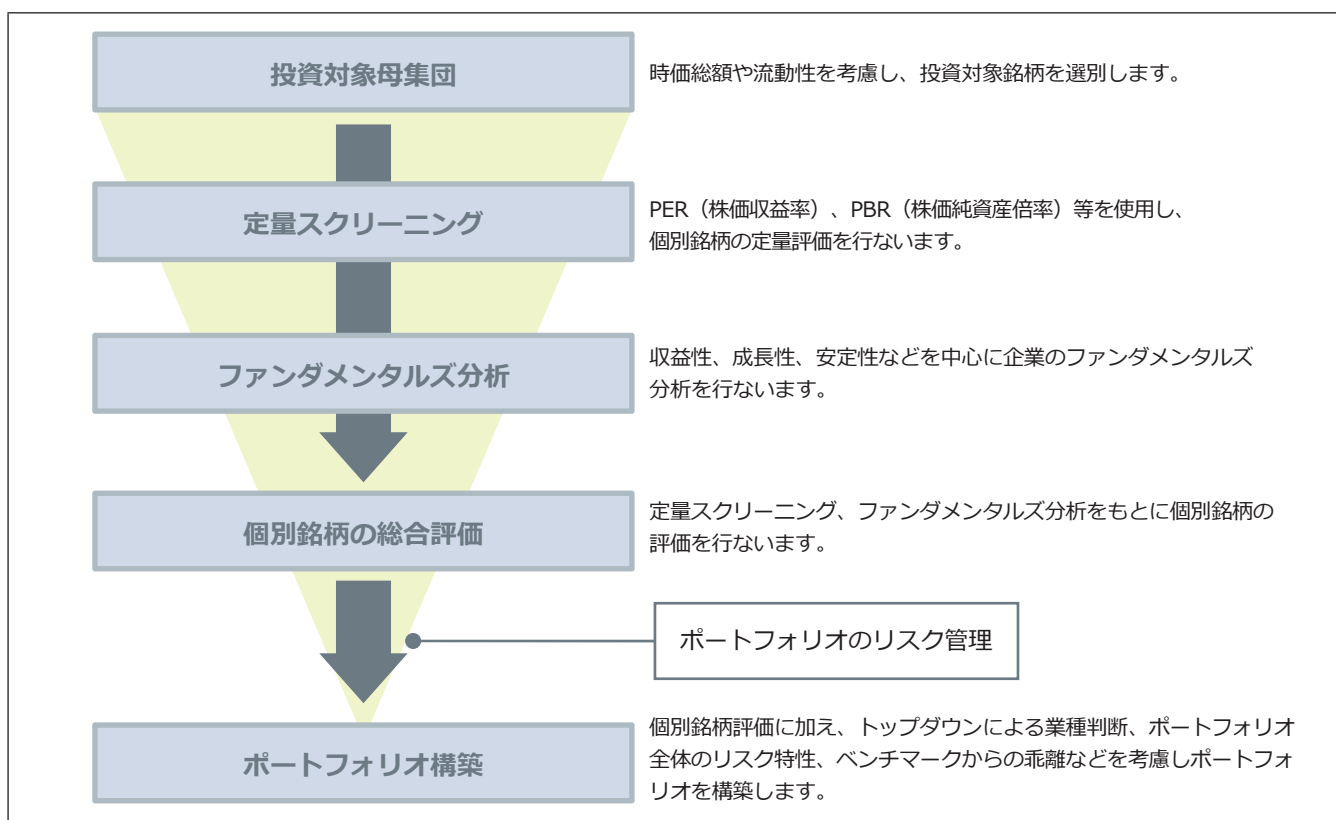 投資対象母集団
時価総額や流動性を考慮し、投資対象銘柄を選別します。
定量スクリーニング
PER（株価収益率）、PBR（株価純資産倍率）等を使用し、
個別銘柄の定量評価を行ないます。
ファンダメンタルズ分析
収益性、成長性、安定性などを中心に企業のファンダメンタルズ
分析を行ないます。
個別銘柄の総合評価
定量スクリーニング、ファンダメンタルズ分析をもとに個別銘柄の
評価を行ないます。
ポートフォリオのリスク管理
ポートフォリオ構築
個別銘柄評価に加え、トップダウンによる業種判断、ポートフォリオ
全体のリスク特性、ベンチマークからの乖離などを考慮しポートフォ
リオを構築します。